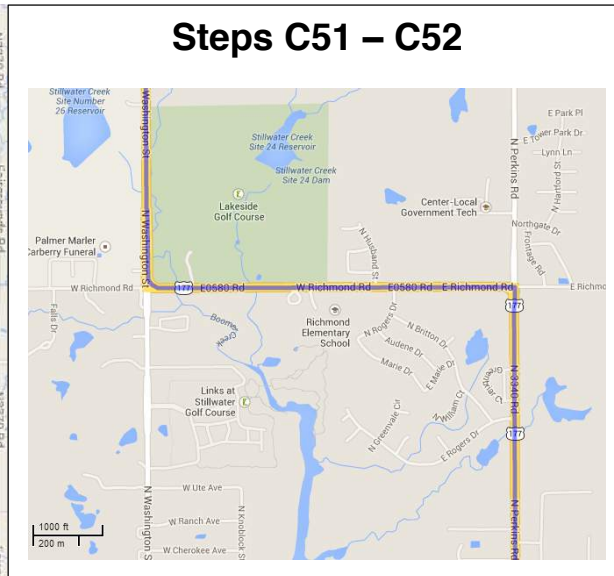 Steps C51 – C52
Stillwater Creek
Site Number
26 Reservoir
Washington St
Stillwater Creek
Site 24 Reservoir
Stillwater Creek
Site 24 Dam
Lakeside
Golf Course
N Washington St
Palmer Marler
Carberry Funeral
W Richmond Rd
177
E0580 Rd
W Richmond Rd
E0580 Rd
E Richmond Rd
E Richmo
N Perkins Rd
E Park Pl
E Tower Park Dr
Lynn Ln
N Hartford St
Center-Local
Government Tech
Northgate Dr
Frontage Rd
N Husband St
177
Falls Dr
Boomer
Creek
Richmond
Elementary
School
N Rogers Dr
N Britton Dr
Audene Dr
Marie Dr
E Marie Dr
N William Ct
N Greenvale Cir
E Rogers Dr
N 3340 Rd
177
Links at
Stillwater
Golf Course
W Ute Ave
W Ranch Ave
W Cherokee Ave
N Knoblock St
N Washington S
N Perkins Rd
1000 ft
200 m